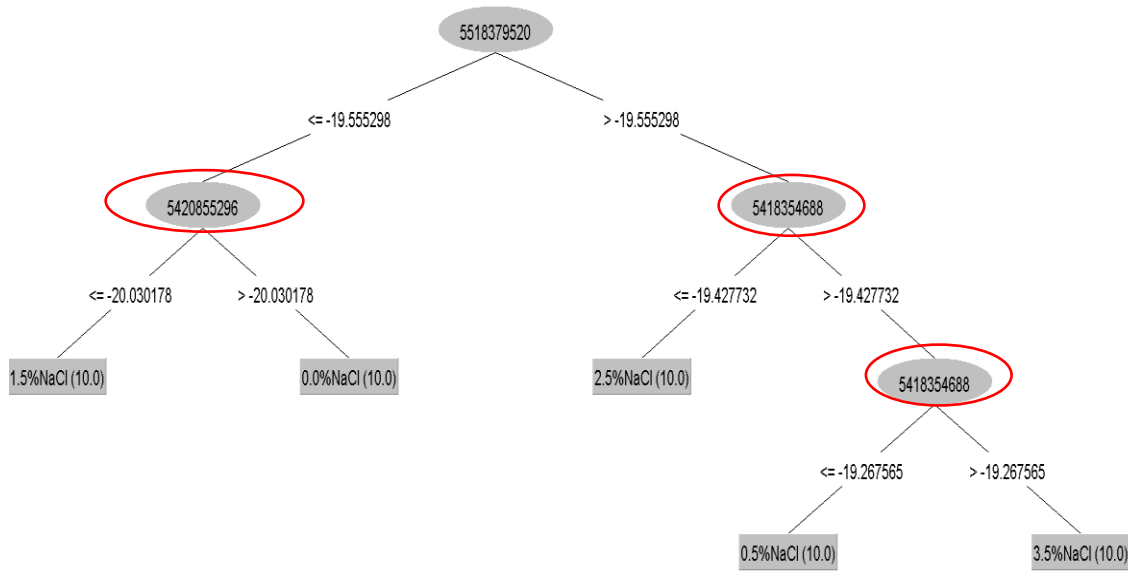 5518379520
<= -19.555298
> -19.555298
5420855296
5418354688
<= -20.030178
> -20.030178
<= -19.427732
> -19.427732
1.5%NaCl (10.0)
0.0%NaCl (10.0)
2.5%NaCl (10.0)
5418354688
<= -19.267565
> -19.267565
0.5%NaCl (10.0)
3.5%NaCl (10.0)